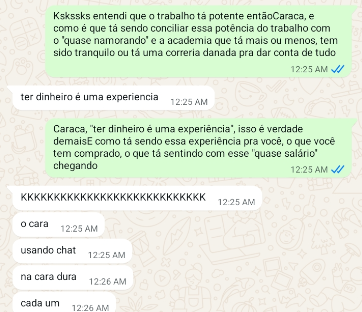 Kskssks entendi que o trabalho tá potente entãoCaraca, e
como é que tá sendo conciliar essa potência do trabalho com
o "quase namorando" e a academia que tá mais ou menos, tem
sido tranquilo ou tá uma correria danada pra dar conta de tudo
12:25 AM
ter dinheiro é uma experiencia 12:25 AM
Caraca, "ter dinheiro é uma experiência", isso é verdade
demaisE como tá sendo essa experiência pra você, o que você
tem comprado, o que tá sentindo com esse "quase salário"
chegando
12:25 AM
KKKKKKKKKKKKKKKKKKKKKKKKKKK 12:25 AM
o cara 12:25 AM
usando chat 12:25 AM
na cara dura 12:26 AM
cada um 12:26 AM